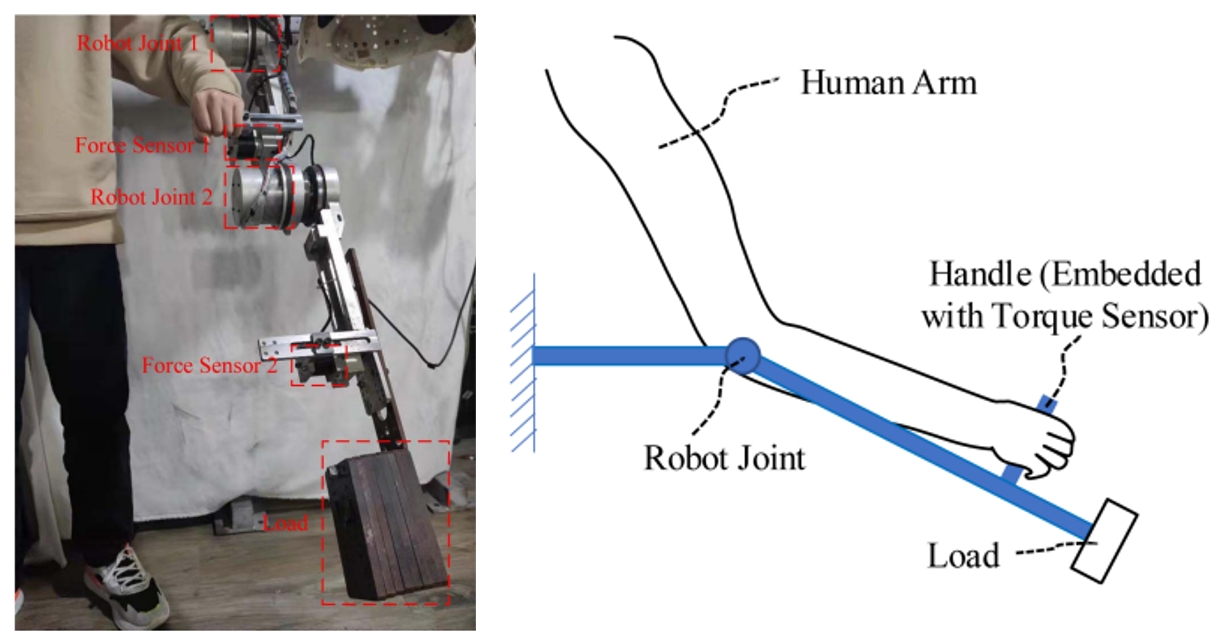 Robot Joint 1
Force Sensor 1
Robot Joint 2
Force Sensor 2
Load
Human Arm
Handle (Embedded
with Torque Sensor)
Robot Joint
Load